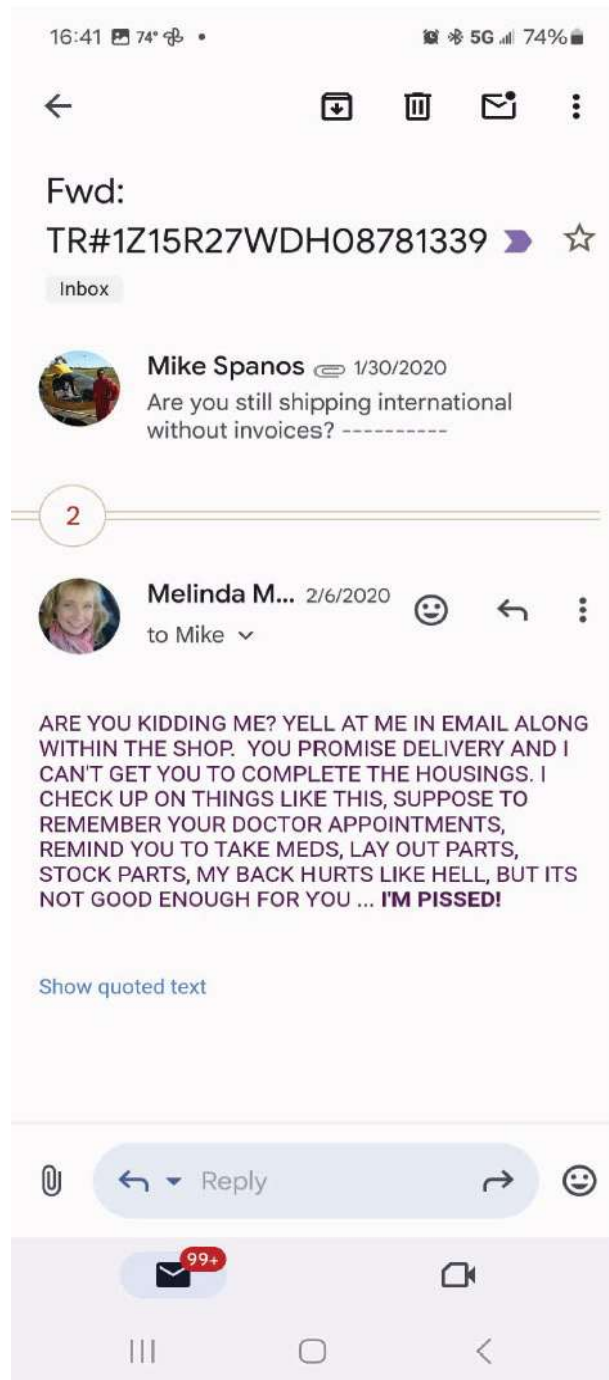 16:41 74° •
5G 74%
Fwd:
TR#1Z15R27WDH08781339
Inbox
Mike Spanos 1/30/2020
Are you still shipping international
without invoices? ----------
2
Melinda M... 2/6/2020
to Mike
ARE YOU KIDDING ME? YELL AT ME IN EMAIL ALONG
WITHIN THE SHOP.  YOU PROMISE DELIVERY AND I
CAN'T GET YOU TO COMPLETE THE HOUSINGS. I
CHECK UP ON THINGS LIKE THIS, SUPPOSE TO
REMEMBER YOUR DOCTOR APPOINTMENTS,
REMIND YOU TO TAKE MEDS, LAY OUT PARTS,
STOCK PARTS, MY BACK HURTS LIKE HELL, BUT ITS
NOT GOOD ENOUGH FOR YOU ... I'M PISSED!
Show quoted text
Reply
99+